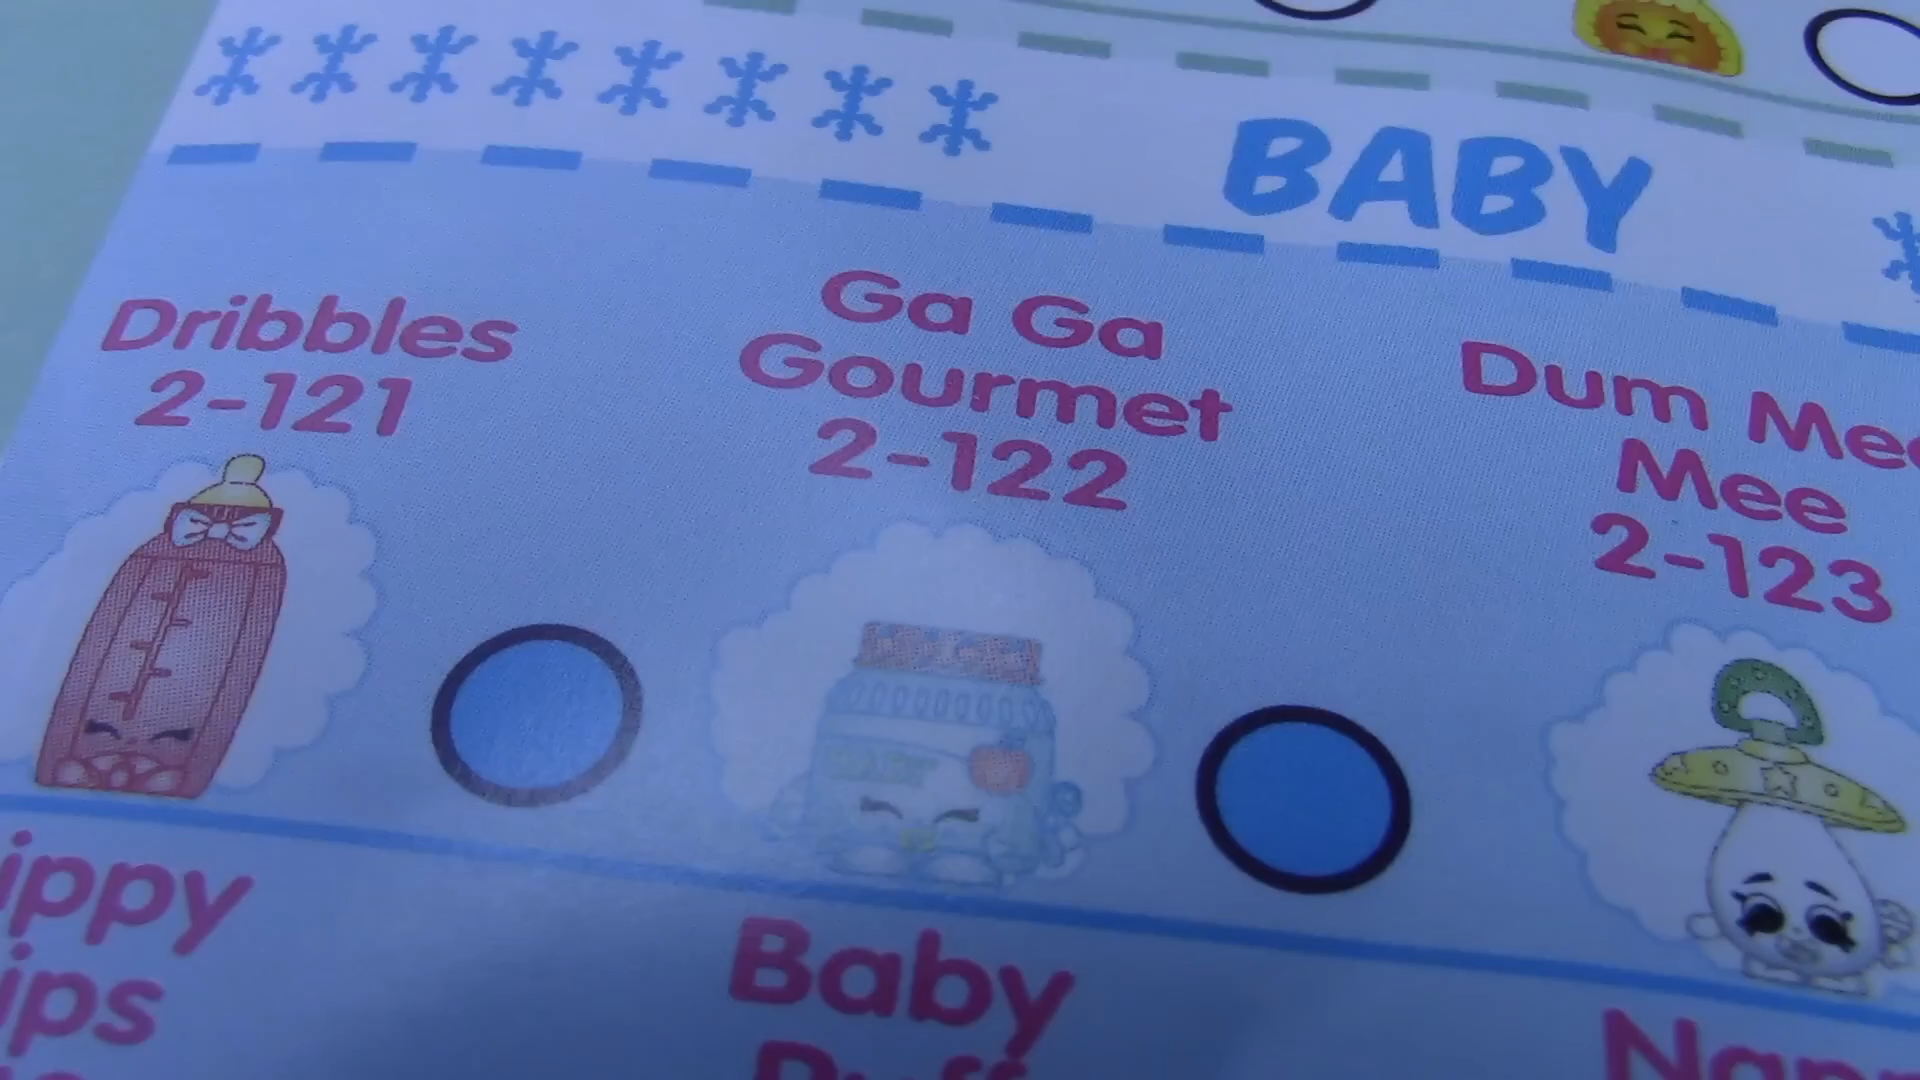 BABY
Dribbles
2-121
Ga Ga
Gourmet
2-122
Dum Mee
Mee
2-123
Baby